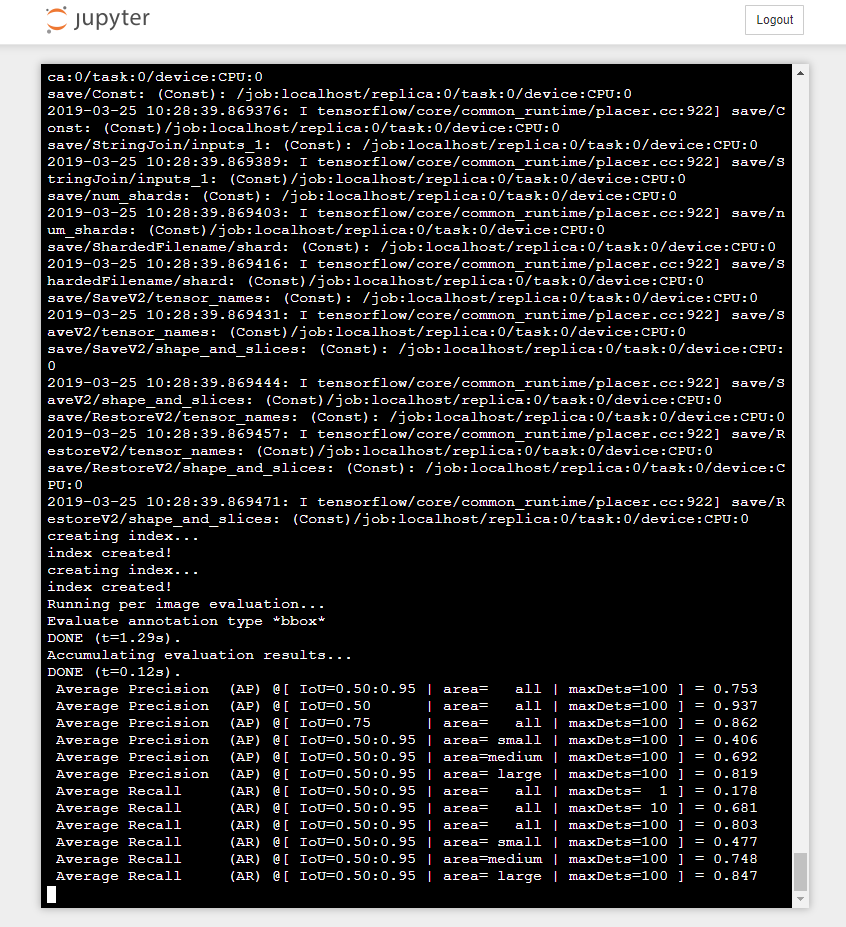 jupyter
Logout
ca:0/task:0/device:CPU:0
save/Const: (Const): /job:localhost/replica:0/task:0/device:CPU:0
2019-03-25 10:28:39.869376: I tensorflow/core/common_runtime/placer.cc:922] save/C
onst: (Const)/job:localhost/replica:0/task:0/device:CPU:0
save/StringJoin/inputs_1: (Const): /job:localhost/replica:0/task:0/device:CPU:0
2019-03-25 10:28:39.869389: I tensorflow/core/common_runtime/placer.cc:922] save/S
tringJoin/inputs_1: (Const)/job:localhost/replica:0/task:0/device:CPU:0
save/num_shards: (Const): /job:localhost/replica:0/task:0/device:CPU:0
2019-03-25 10:28:39.869403: I tensorflow/core/common_runtime/placer.cc:922] save/n
um_shards: (Const)/job:localhost/replica:0/task:0/device:CPU:0
save/ShardedFilename/shard: (Const): /job:localhost/replica:0/task:0/device:CPU:0
2019-03-25 10:28:39.869416: I tensorflow/core/common_runtime/placer.cc:922] save/S
hardedFilename/shard: (Const)/job:localhost/replica:0/task:0/device:CPU:0
save/SaveV2/tensor_names: (Const): /job:localhost/replica:0/task:0/device:CPU:0
2019-03-25 10:28:39.869431: I tensorflow/core/common_runtime/placer.cc:922] save/S
aveV2/tensor_names: (Const)/job:localhost/replica:0/task:0/device:CPU:0
save/SaveV2/shape_and_slices: (Const): /job:localhost/replica:0/task:0/device:CPU:
0
2019-03-25 10:28:39.869444: I tensorflow/core/common_runtime/placer.cc:922] save/S
aveV2/shape_and_slices: (Const)/job:localhost/replica:0/task:0/device:CPU:0
save/RestoreV2/tensor_names: (Const): /job:localhost/replica:0/task:0/device:CPU:0
2019-03-25 10:28:39.869457: I tensorflow/core/common_runtime/placer.cc:922] save/R
estoreV2/tensor_names: (Const)/job:localhost/replica:0/task:0/device:CPU:0
save/RestoreV2/shape_and_slices: (Const): /job:localhost/replica:0/task:0/device:C
PU:0
2019-03-25 10:28:39.869471: I tensorflow/core/common_runtime/placer.cc:922] save/R
estoreV2/shape_and_slices: (Const)/job:localhost/replica:0/task:0/device:CPU:0
creating index...
index created!
creating index...
index created!
Running per image evaluation...
Evaluate annotation type *bbox*
DONE (t=1.29s).
Accumulating evaluation results...
DONE (t=0.12s).
 Average Precision  (AP) @[ IoU=0.50:0.95 | area=   all | maxDets=100 ] = 0.753
 Average Precision  (AP) @[ IoU=0.50      | area=   all | maxDets=100 ] = 0.937
 Average Precision  (AP) @[ IoU=0.75      | area=   all | maxDets=100 ] = 0.862
 Average Precision  (AP) @[ IoU=0.50:0.95 | area= small | maxDets=100 ] = 0.406
 Average Precision  (AP) @[ IoU=0.50:0.95 | area=medium | maxDets=100 ] = 0.692
 Average Precision  (AP) @[ IoU=0.50:0.95 | area= large | maxDets=100 ] = 0.819
 Average Recall     (AR) @[ IoU=0.50:0.95 | area=   all | maxDets=  1 ] = 0.178
 Average Recall     (AR) @[ IoU=0.50:0.95 | area=   all | maxDets= 10 ] = 0.681
 Average Recall     (AR) @[ IoU=0.50:0.95 | area=   all | maxDets=100 ] = 0.803
 Average Recall     (AR) @[ IoU=0.50:0.95 | area= small | maxDets=100 ] = 0.477
 Average Recall     (AR) @[ IoU=0.50:0.95 | area=medium | maxDets=100 ] = 0.748
 Average Recall     (AR) @[ IoU=0.50:0.95 | area= large | maxDets=100 ] = 0.847